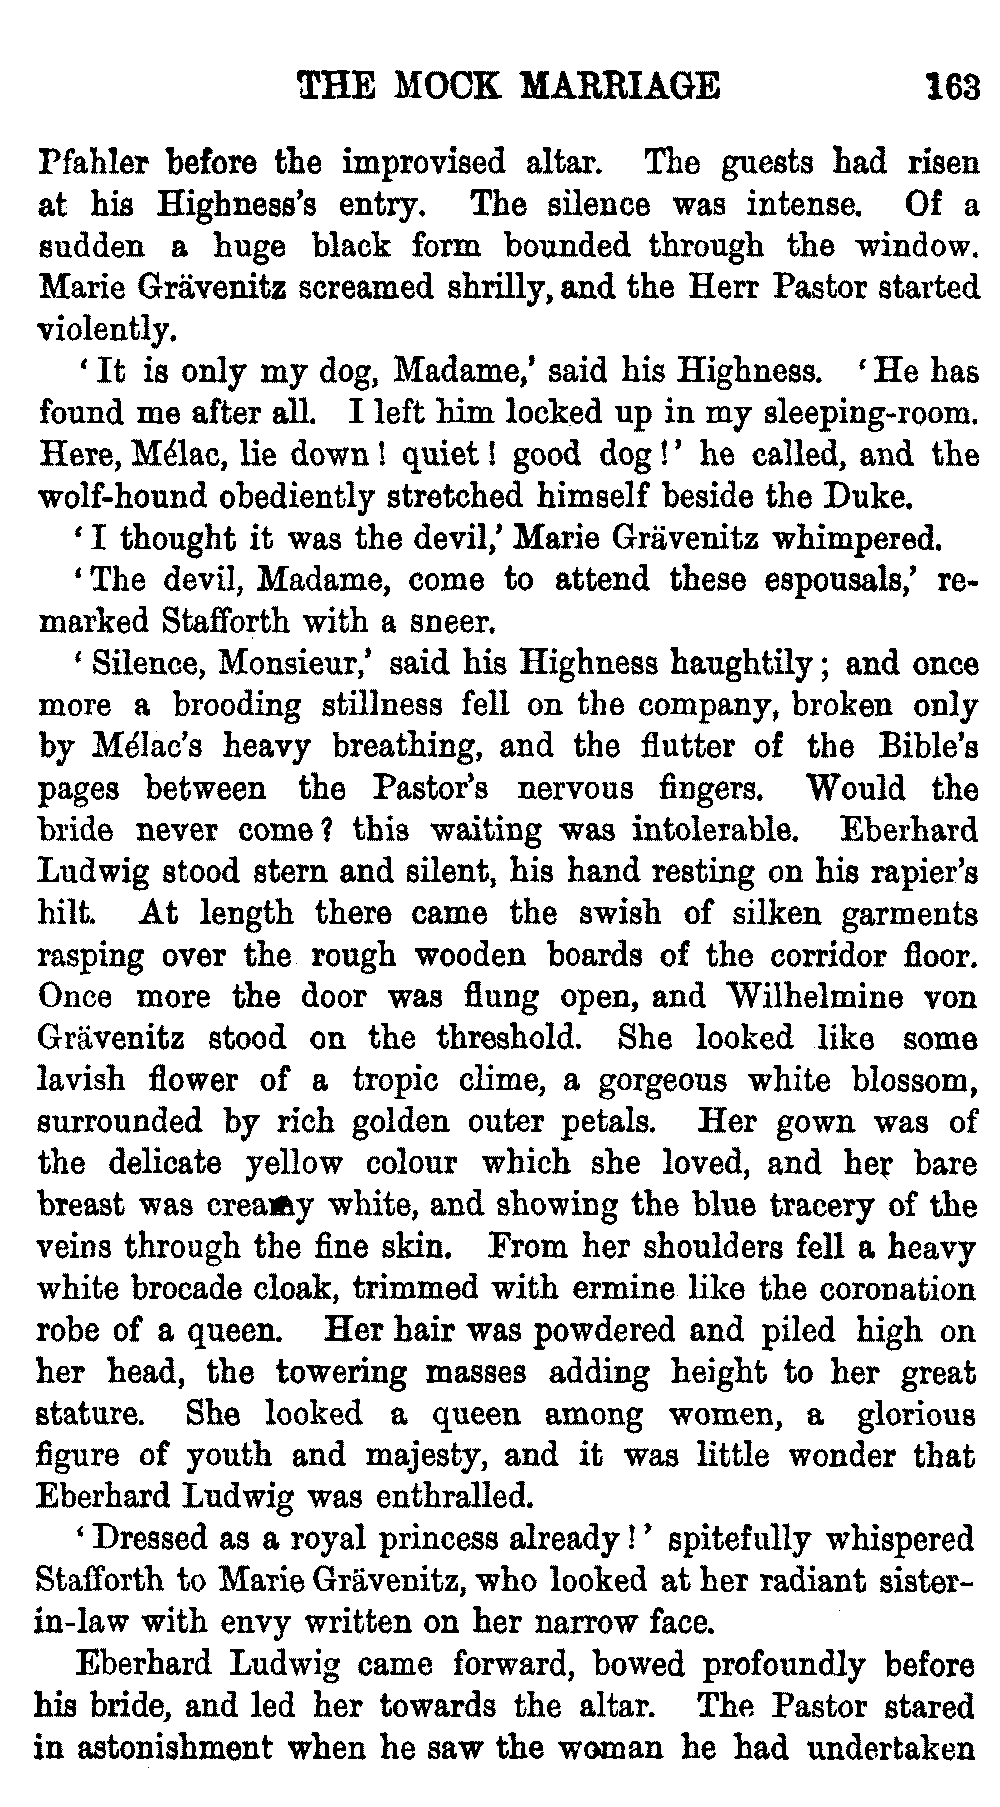 THE MOCK MARRIAGE 163
Pfahler before the improvised altar. The guests had risen
at his Highness's entry. The silence was intense. Of a
sudden a huge black form bounded through the window.
Marie Grävenitz screamed shrilly, and the Herr Pastor started
violently.
‘It is only my dog, Madame,’ said his Highness. ‘He has
found me after all. I left him locked up in my sleeping-room.
Here, Mélac, lie down! quiet! good dog!’ he called, and the
wolf-hound obediently stretched himself beside the Duke.
‘I thought it was the devil,’ Marie Grävenitz whimpered.
‘The devil, Madame, come to attend these espousals,’ re-
marked Stafforth with a sneer.
‘Silence, Monsieur,’ said his Highness haughtily; and once
more a brooding stillness fell on the company, broken only
by Mélac's heavy breathing, and the flutter of the Bible's
pages between the Pastor's nervous fingers. Would the
bride never come? this waiting was intolerable. Eberhard
Ludwig stood stern and silent, his hand resting on his rapier's
hilt. At length there came the swish of silken garments
rasping over the rough wooden boards of the corridor floor.
Once more the door was flung open, and Wilhelmine von
Grävenitz stood on the threshold. She looked like some
lavish flower of a tropic clime, a gorgeous white blossom,
surrounded by rich golden outer petals. Her gown was of
the delicate yellow colour which she loved, and her bare
breast was creamy white, and showing the blue tracery of the
veins through the fine skin. From her shoulders fell a heavy
white brocade cloak, trimmed with ermine like the coronation
robe of a queen. Her hair was powdered and piled high on
her head, the towering masses adding height to her great
stature. She looked a queen among women, a glorious
figure of youth and majesty, and it was little wonder that
Eberhard Ludwig was enthralled.
‘Dressed as a royal princess already!’ spitefully whispered
Stafforth to Marie Grävenitz, who looked at her radiant sister-
in-law with envy written on her narrow face.
Eberhard Ludwig came forward, bowed profoundly before
his bride, and led her towards the altar. The Pastor stared
in astonishment when he saw the woman he had undertaken